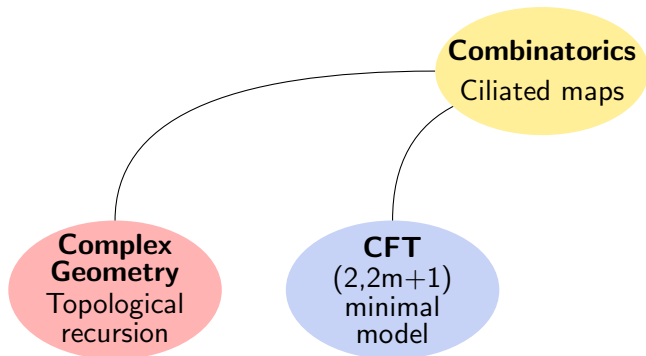 Combinatorics
Ciliated maps
Complex
Geometry
Topological
recursion
CFT
(2,2m+1)
minimal
model